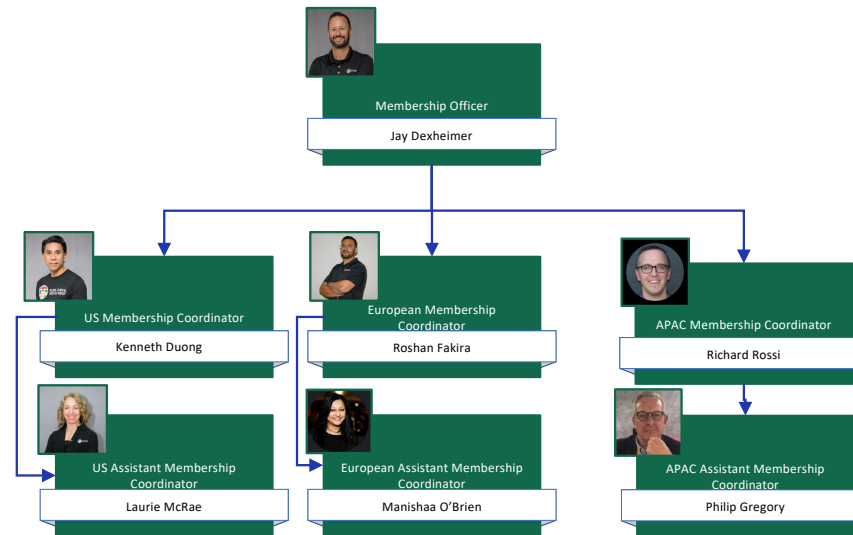 Membership Officer
Jay Dexheimer
US Membership Coordinator
Kenneth Duong
European Membership
Coordinator
Roshan Fakira
APAC Membership Coordinator
Richard Rossi
US Assistant Membership
Coordinator
Laurie McRae
European Assistant Membership
Coordinator
Manishaa O’Brien
APAC Assistant Membership
Coordinator
Philip Gregory